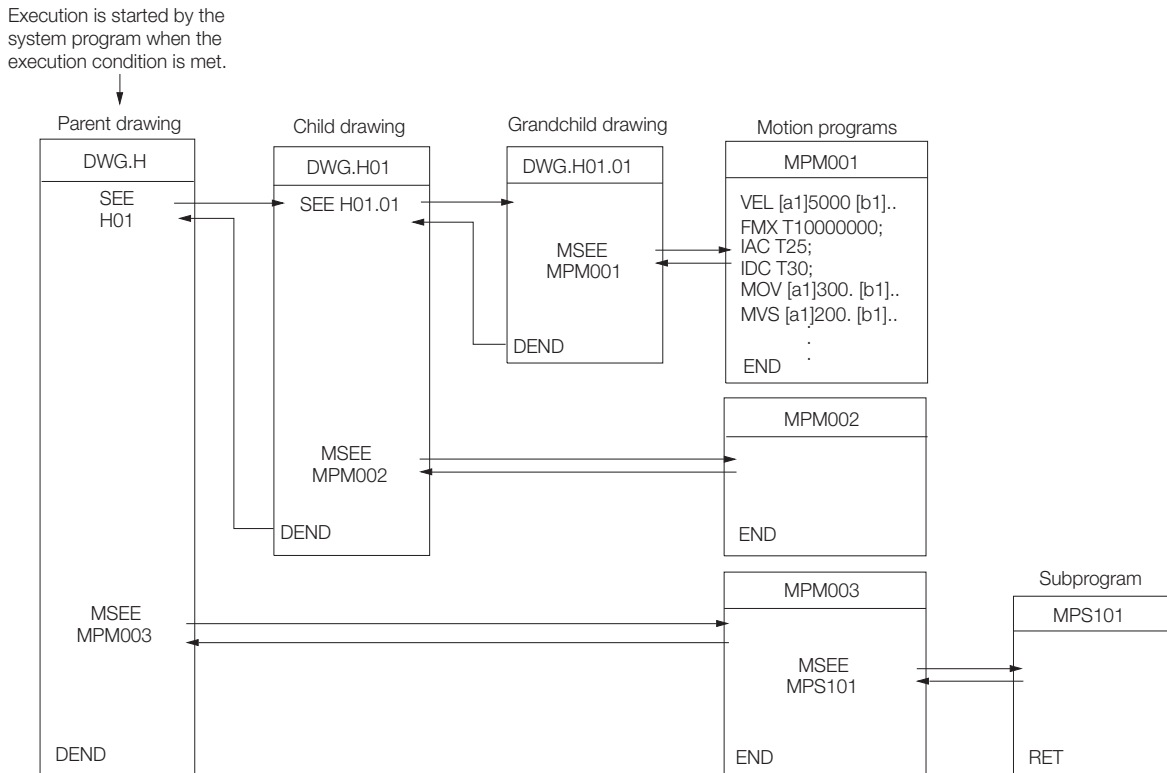 Execution is started by the
system program when the
execution condition is met.
Parent drawing
DWG.H
SEE
H01
MSEE
MPM003
DEND
Child drawing
DWG.H01
SEE H01.01
MSEE
MPM002
DEND
Grandchild drawing
DWG.H01.01
MSEE
MPM001
DEND
Motion programs
MPM001
VEL [a1]5000 [b1]..
FMX T10000000;
IAC T25;
IDC T30;
MOV [a1]300. [b1]..
MVS [a1]200. [b1]..
.
.
.
END
MPM002
END
MPM003
MSEE
MPS101
END
Subprogram
MPS101
RET